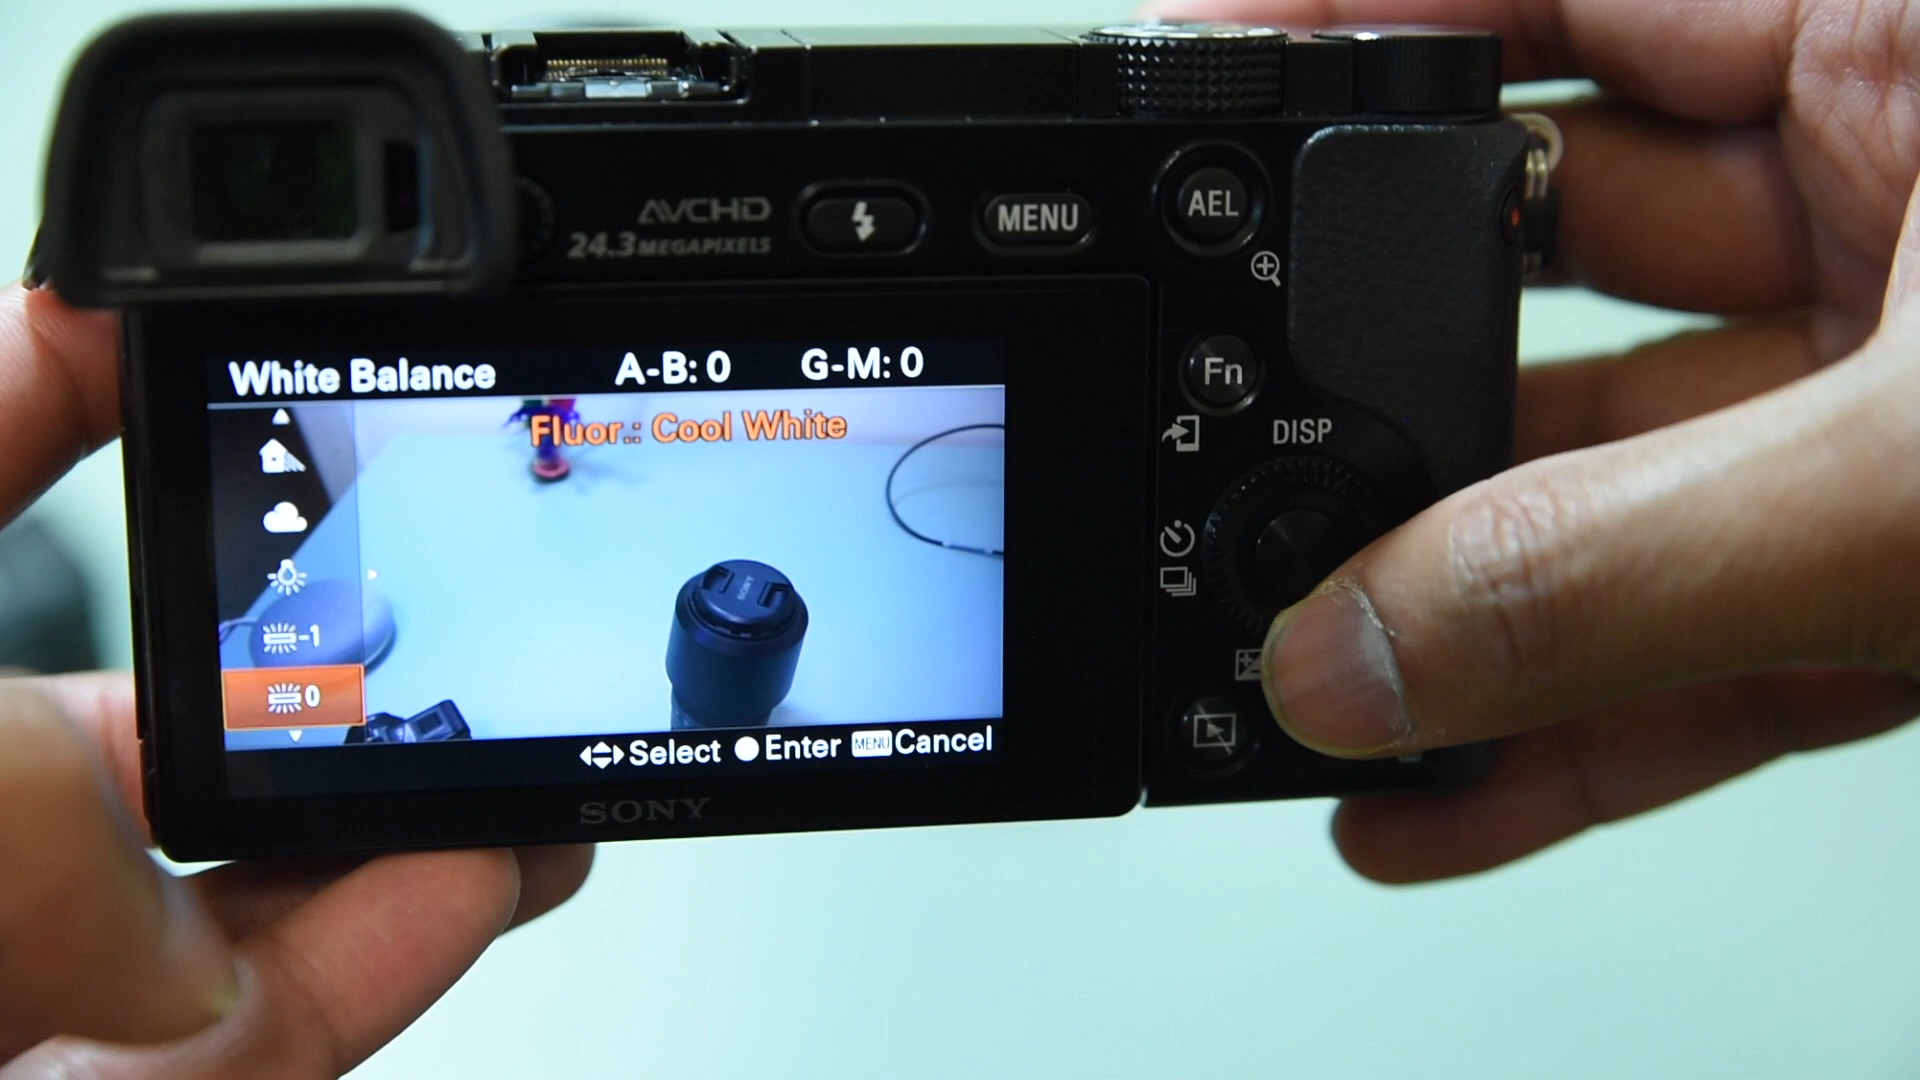 AVCHD
24.3 MEGAPIXELS
MENU
AEL
Fn
DISP
White Balance A-B: 0 G-M: 0
Fluor.: Cool White
SONY
-1
0
Select Enter MENU Cancel
SONY